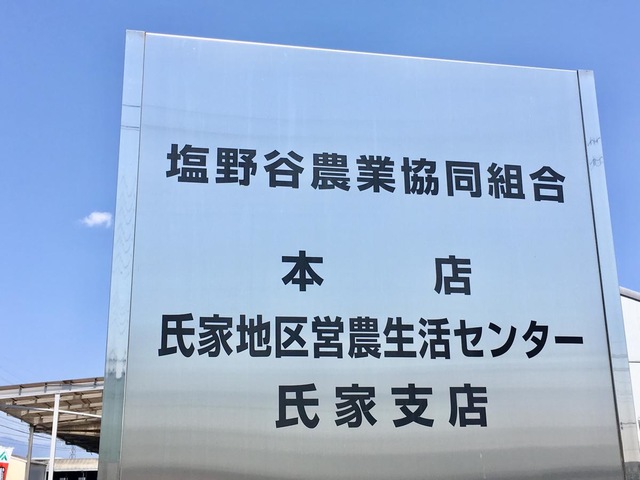 塩野谷農業協同組合
本　店
氏家地区営農生活センター
氏家支店